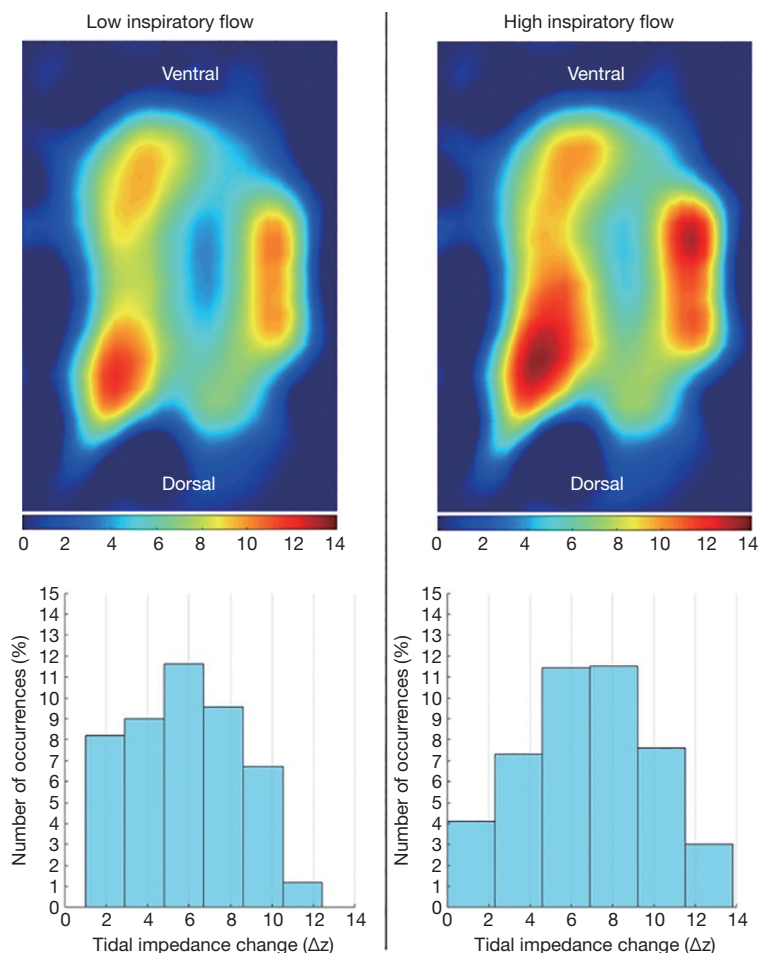 Low inspiratory flow
Ventral
Dorsal
0 2 4 6 8 10 12 14
15
14
13
12
11
10
9
8
7
6
5
4
3
2
1
0
Number of occurrences (%)
0 2 4 6 8 10 12 14
Tidal impedance change (Δz)
High inspiratory flow
Ventral
Dorsal
0 2 4 6 8 10 12 14
15
14
13
12
11
10
9
8
7
6
5
4
3
2
1
0
Number of occurrences (%)
0 2 4 6 8 10 12 14
Tidal impedance change (Δz)